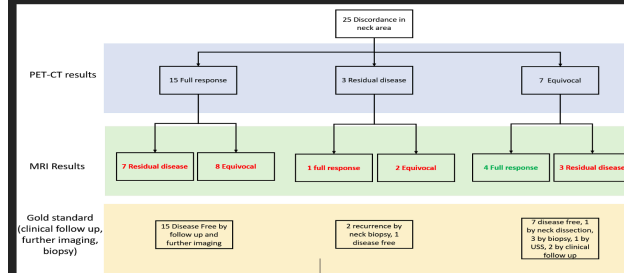 25 Discordance in
neck area
PET-CT results
15 Full response
3 Residual disease
7 Equivocal
MRI Results
7 Residual disease
8 Equivocal
1 full response
2 Equivocal
4 Full response
3 Residual disease
Gold standard
(clinical follow up,
further imaging,
biopsy)
15 Disease Free by
follow up and
further imaging
2 recurrence by
neck biopsy, 1
disease free
7 disease free, 1
by neck dissection,
3 by biopsy, 1 by
USS, 2 by clinical
follow up